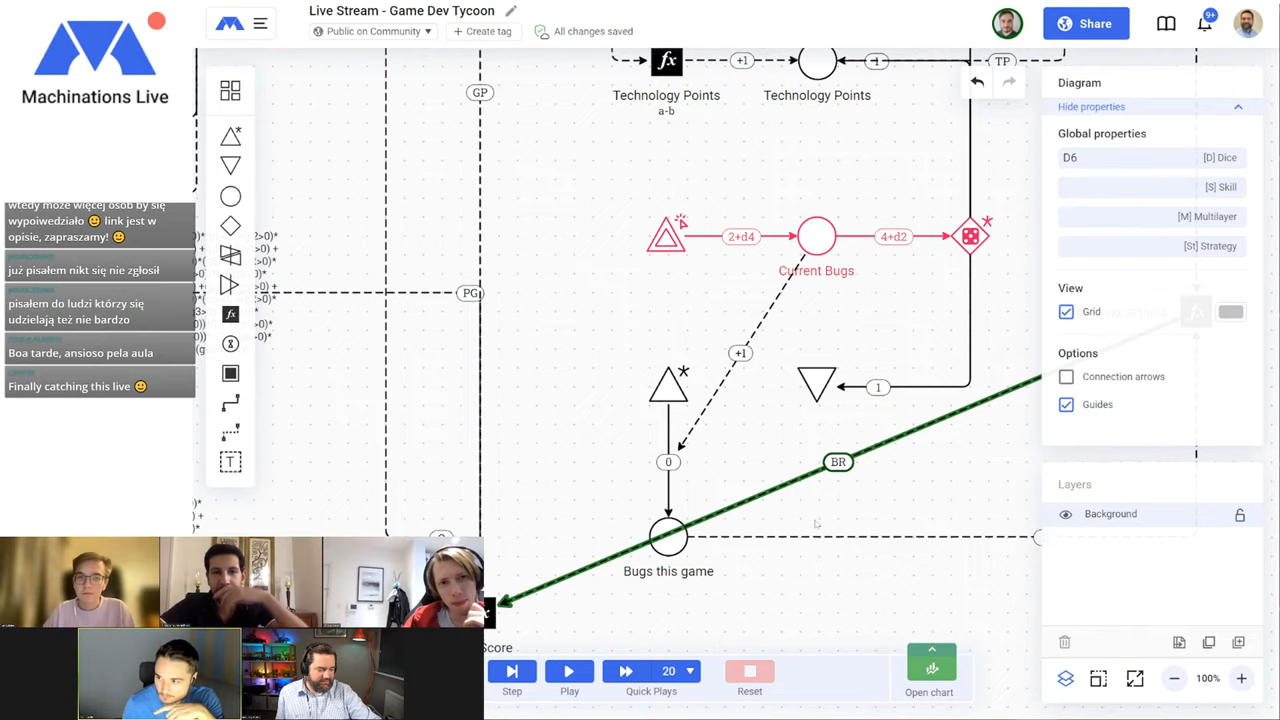 Machinations Live
Live Stream - Game Dev Tycoon
Public on Community
+ Create tag
All changes saved
Share
9+
wtedy może więcej osób by się
wypoiwedziało 🙂 link jest w
opisie, zapraszamy! 🙂
już pisałem nikt się nie zgłosił
pisałem do ludzi którzy się
udzielają też nie bardzo
Boa tarde, ansioso pela aula
Finally catching this live 🙂
GP
PG
fx
+1
-1
TP
Technology Points
a-b
Technology Points
2+d4
4+d2
Current Bugs
+1
1
0
BR
Bugs this game
Score
T
fx
Diagram
Hide properties
Global properties
D6
[D] Dice
[S] Skill
[M] Multilayer
[St] Strategy
View
Grid
Options
Connection arrows
Guides
Layers
Background
Step
Play
20
Quick Plays
Reset
Open chart
100%